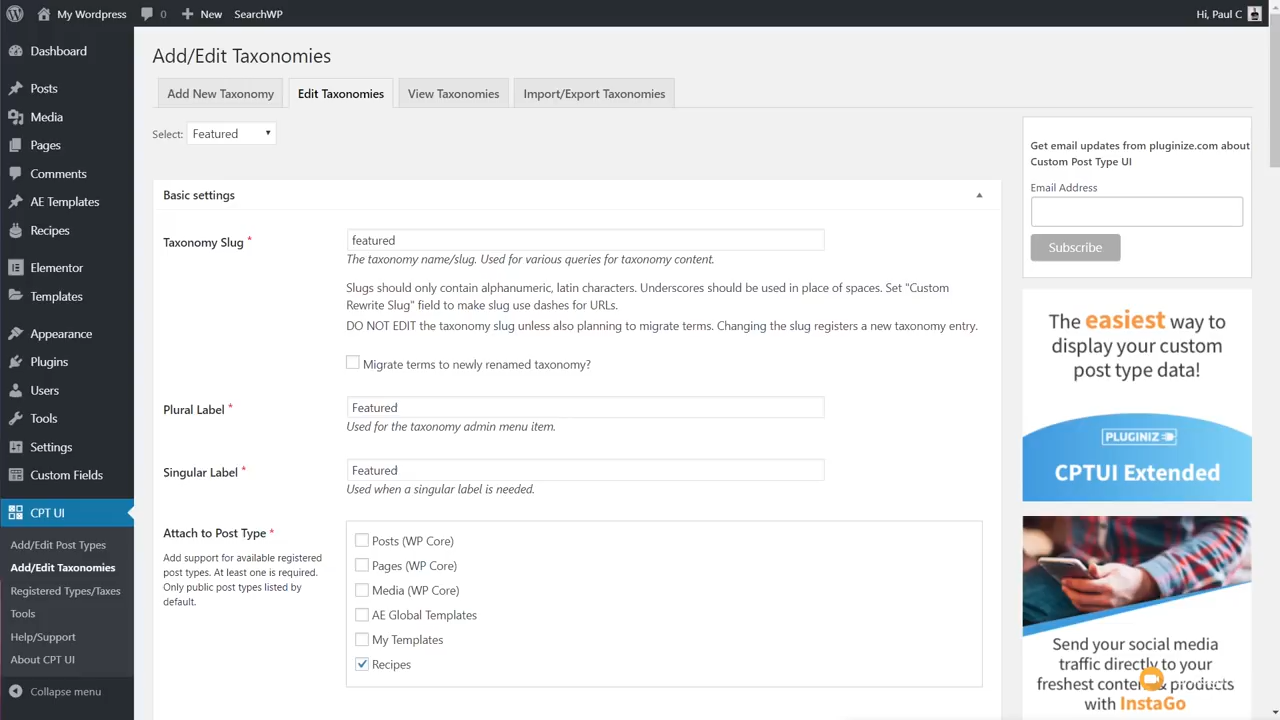 My Wordpress
0
New
SearchWP
Hi, Paul C
Dashboard
Posts
Media
Pages
Comments
AE Templates
Recipes
Elementor
Templates
Appearance
Plugins
Users
Tools
Settings
Custom Fields
CPT UI
Add/Edit Post Types
Add/Edit Taxonomies
Registered Types/Taxes
Tools
Help/Support
About CPT UI
Collapse menu
Add/Edit Taxonomies
Add New Taxonomy
Edit Taxonomies
View Taxonomies
Import/Export Taxonomies
Select: Featured
Basic settings
Taxonomy Slug *
featured
The taxonomy name/slug. Used for various queries for taxonomy content.
Slugs should only contain alphanumeric, latin characters. Underscores should be used in place of spaces. Set "Custom
Rewrite Slug" field to make slug use dashes for URLs.
DO NOT EDIT the taxonomy slug unless also planning to migrate terms. Changing the slug registers a new taxonomy entry.
Migrate terms to newly renamed taxonomy?
Plural Label *
Featured
Used for the taxonomy admin menu item.
Singular Label *
Featured
Used when a singular label is needed.
Attach to Post Type *
Add support for available registered
post types. At least one is required.
Only public post types listed by
default.
Posts (WP Core)
Pages (WP Core)
Media (WP Core)
AE Global Templates
My Templates
Recipes
Get email updates from pluginize.com about
Custom Post Type UI
Email Address
Subscribe
The easiest way to
display your custom
post type data!
PLUGINIZ
CPTUI Extended
Send your social media
traffic directly to your
freshest content & products
with InstaGo